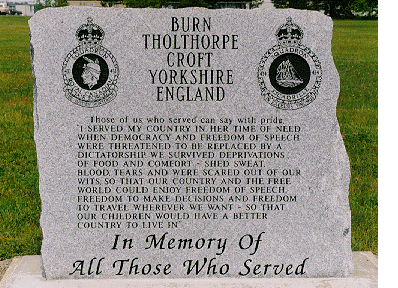 BURN
THOLTHORPE
CROFT
YORKSHIRE
ENGLAND
Those of us who served can say with pride,
"I SERVED MY COUNTRY IN HER TIME OF NEED
WHEN DEMOCRACY AND FREEDOM OF SPEECH
WERE THREATENED TO BE REPLACED BY A
DICTATORSHIP. WE SURVIVED DEPRIVATIONS
OF FOOD AND COMFORT - SHED SWEAT,
BLOOD, TEARS AND WERE SCARED OUT OF OUR
WITS, SO THAT OUR COUNTRY AND THE FREE
WORLD COULD ENJOY FREEDOM OF SPEECH,
FREEDOM TO MAKE DECISIONS AND FREEDOM
TO TRAVEL WHEREVER WE WANT - SO THAT
OUR CHILDREN WOULD HAVE A BETTER
COUNTRY TO LIVE IN"
In Memory Of
All Those Who Served